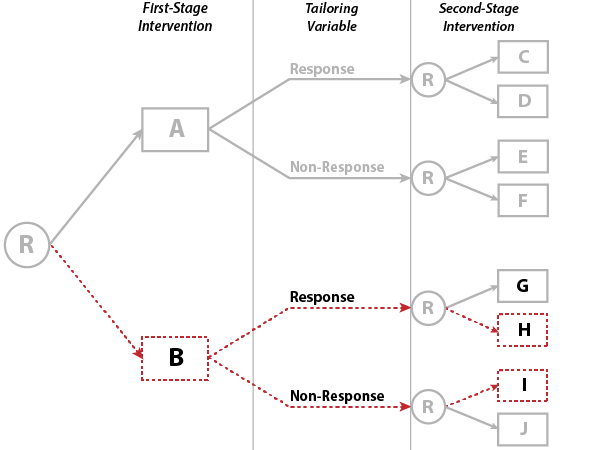 First-Stage
Intervention
Tailoring
Variable
Second-Stage
Intervention
Response
R
C
D
A
Non-Response
R
E
F
R
Response
R
G
H
B
Non-Response
R
I
J